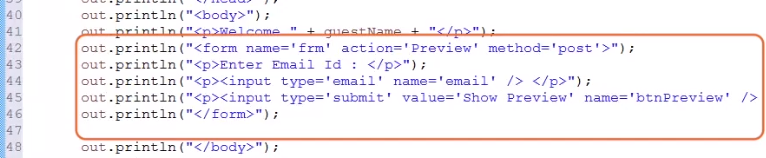 39 out.println("</head>");
40 out.println("<body>");
41 out.println("<p>Welcome " + guestName + "</p>");
42 out.println("<form name='frm' action='Preview' method='post'>");
43 out.println("<p>Enter Email Id : </p>");
44 out.println("<p><input type='email' name='email' /> </p>");
45 out.println("<p><input type='submit' value='Show Preview' name='btnPreview' />
46 out.println("</form>");
47
48 out.println("</body>");